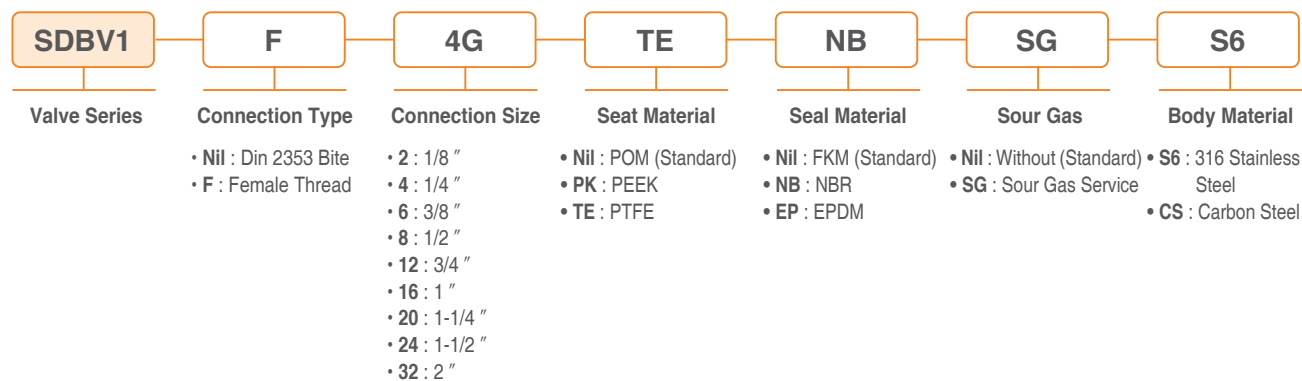 SDBV1
F
4G
TE
NB
SG
S6
Valve Series
Connection Type
• Nil : Din 2353 Bite
• F : Female Thread
Connection Size
• 2 : 1/8 ″
• 4 : 1/4 ″
• 6 : 3/8 ″
• 8 : 1/2 ″
• 12 : 3/4 ″
• 16 : 1 ″
• 20 : 1-1/4 ″
• 24 : 1-1/2 ″
• 32 : 2 ″
Seat Material
• Nil : POM (Standard)
• PK : PEEK
• TE : PTFE
Seal Material
• Nil : FKM (Standard)
• NB : NBR
• EP : EPDM
Sour Gas
• Nil : Without (Standard)
• SG : Sour Gas Service
Body Material
• S6 : 316 Stainless
Steel
• CS : Carbon Steel